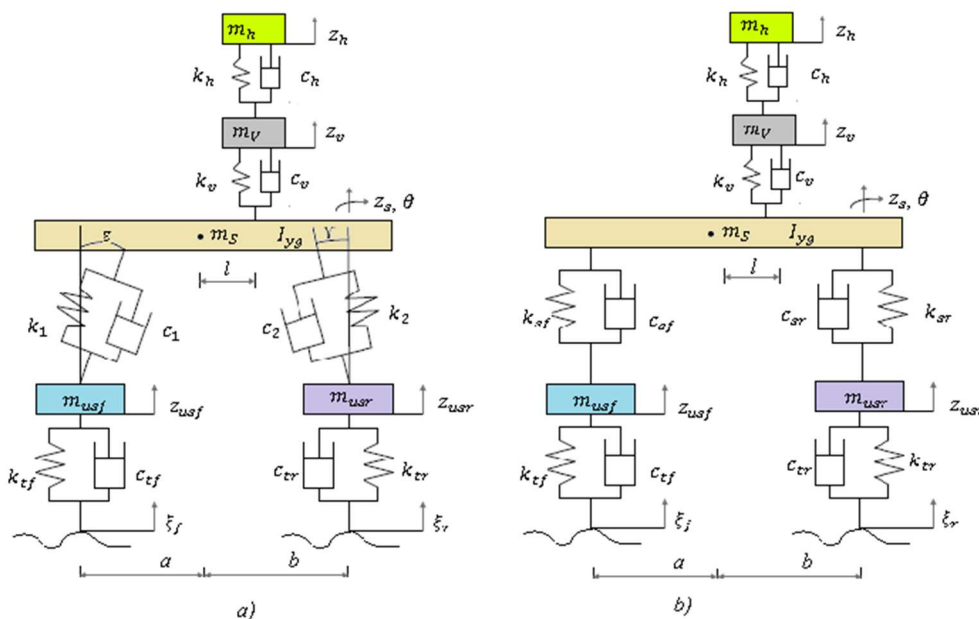 m_h z_h
k_h c_h
m_V z_v
k_v c_v
z_s, θ
ε m_S I_yg γ
l
k_1 c_1 c_2 k_2
m_usf z_usf m_usr z_usr
k_tf c_tf c_tr k_tr
ξ_f ξ_r
a b
a)
m_h z_h
k_h c_h
m_V z_v
k_v c_v
z_s, θ
m_S I_yg
l
k_sf c_sf c_sr k_sr
m_usf z_usf m_usr z_usr
k_tf c_tf c_tr k_tr
ξ_f ξ_r
a b
b)